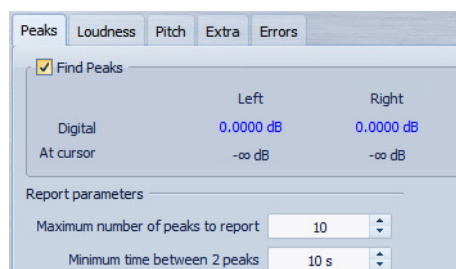 Peaks Loudness Pitch Extra Errors
Find Peaks
Left Right
Digital 0.0000 dB 0.0000 dB
At cursor -∞ dB -∞ dB
Report parameters
Maximum number of peaks to report 10
Minimum time between 2 peaks 10 s